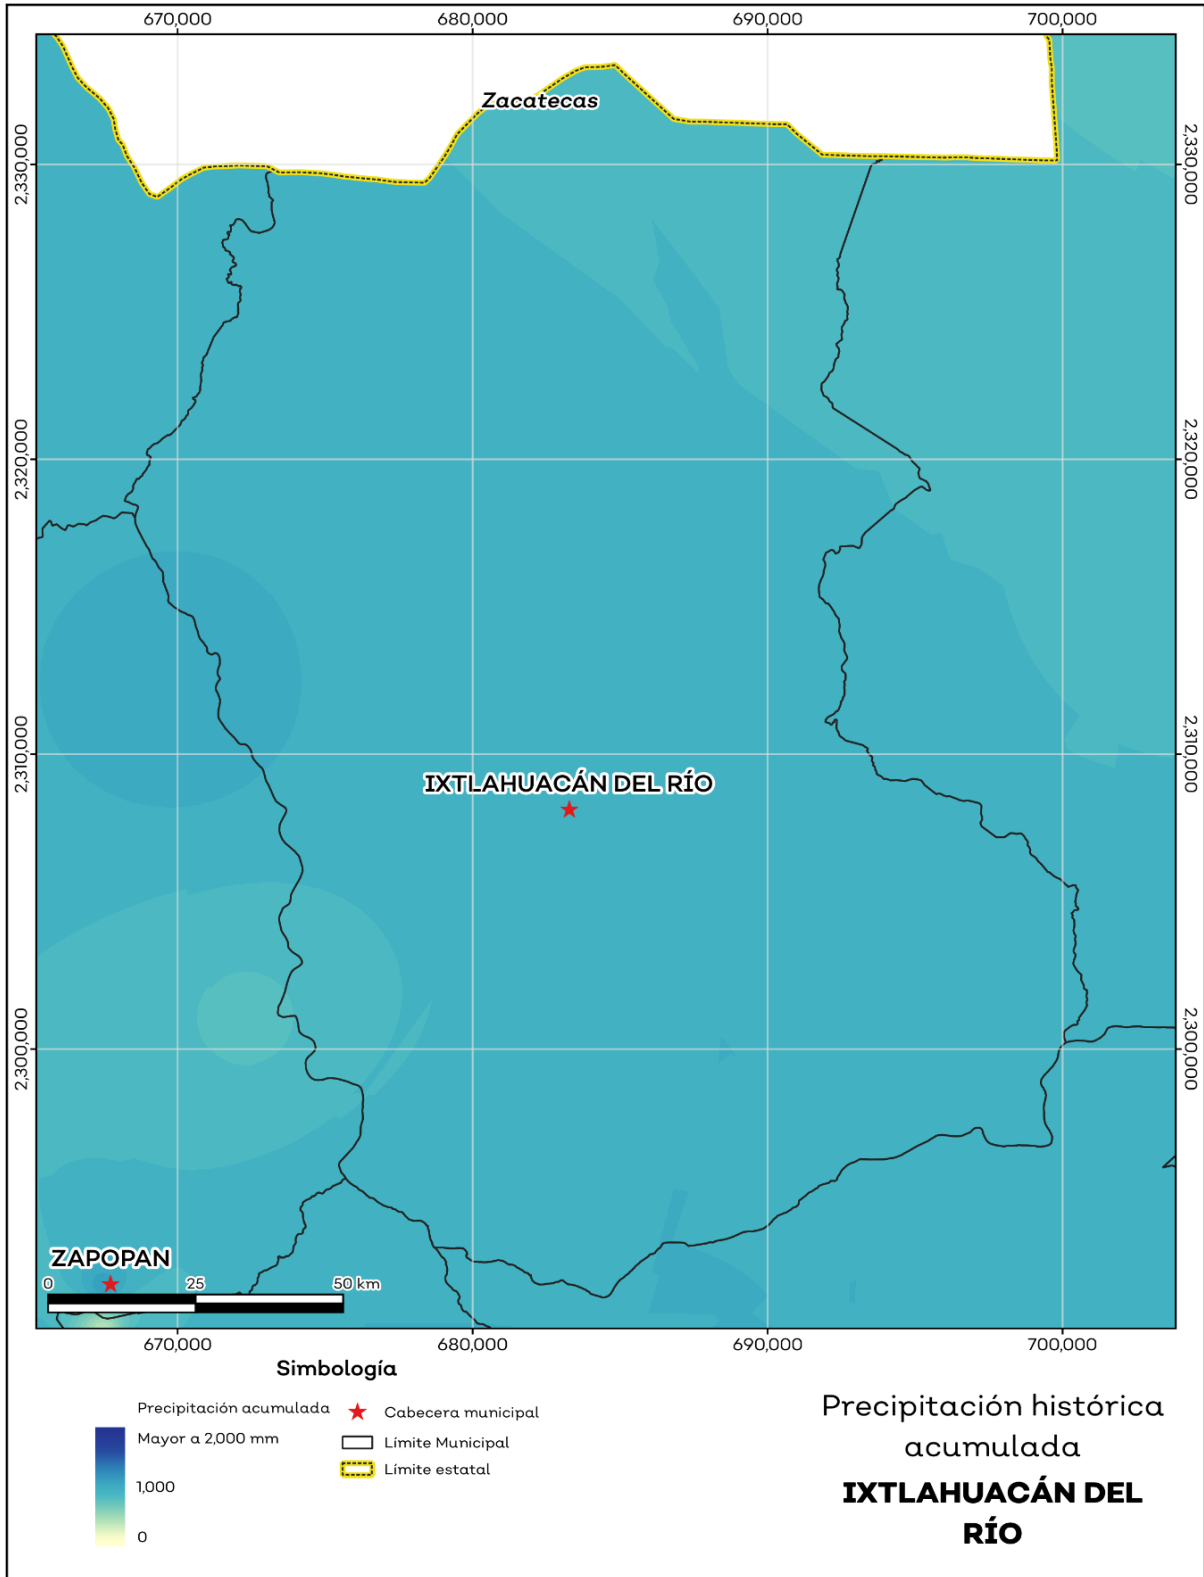 670,000
680,000
690,000
700,000
Zacatecas
2,330,000
2,330,000
2,320,000
2,320,000
2,310,000
2,310,000
IXTLAHUACÁN DEL RÍO
2,300,000
2,300,000
ZAPOPAN
0
25
50 km
670,000
680,000
690,000
700,000
Simbología
Precipitación acumulada
Mayor a 2,000 mm
1,000
0
Cabecera municipal
Límite Municipal
Límite estatal
Precipitación histórica
acumulada
IXTLAHUACÁN DEL
RÍO